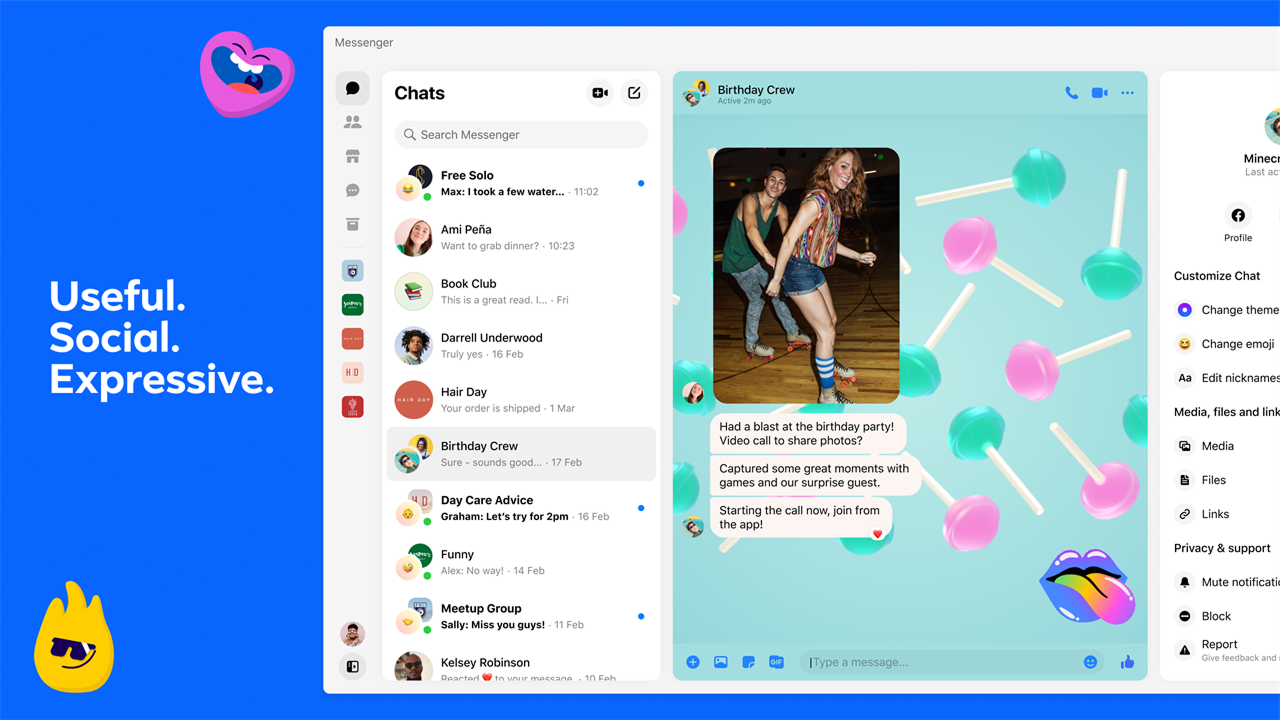 Useful.
Social.
Expressive.
Messenger
Chats
Search Messenger
Free Solo
Max: I took a few water... · 11:02
Ami Peña
Want to grab dinner? · 10:23
Book Club
This is a great read. I... · Fri
Darrell Underwood
Truly yes · 16 Feb
HAIR DAY
Hair Day
Your order is shipped · 1 Mar
Birthday Crew
Sure - sounds good... · 17 Feb
H D
Day Care Advice
Graham: Let's try for 2pm · 16 Feb
Funny
Alex: No way! · 14 Feb
Meetup Group
Sally: Miss you guys! · 11 Feb
Kelsey Robinson
Reacted ❤️ to your message · 10 Feb
HAIR DAY
H D
Birthday Crew
Active 2m ago
Had a blast at the birthday party!
Video call to share photos?
Captured some great moments with
games and our surprise guest.
Starting the call now, join from
the app!
GIF
Type a message...
Minec
Last ac
Profile
Customize Chat
Change theme
Change emoji
Aa Edit nicknames
Media, files and link
Media
Files
Links
Privacy & support
Mute notificatio
Block
Report
Give feedback and